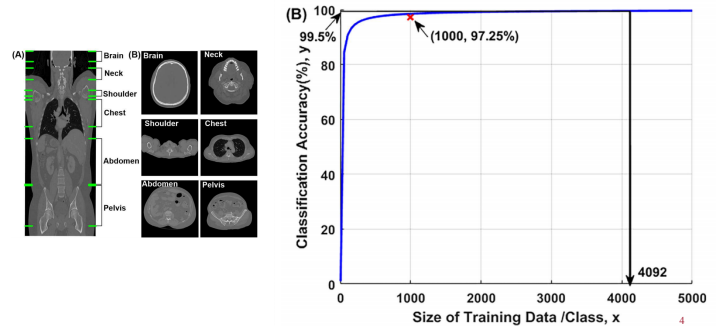 (A)
Brain
Neck
Shoulder
Chest
Abdomen
Pelvis
(B)
Brain
Neck
Shoulder
Chest
Abdomen
Pelvis
(B)
Classification Accuracy(%), y
100
80
60
40
20
0
99.5%
(1000, 97.25%)
4092
0 1000 2000 3000 4000 5000
Size of Training Data /Class, x
4